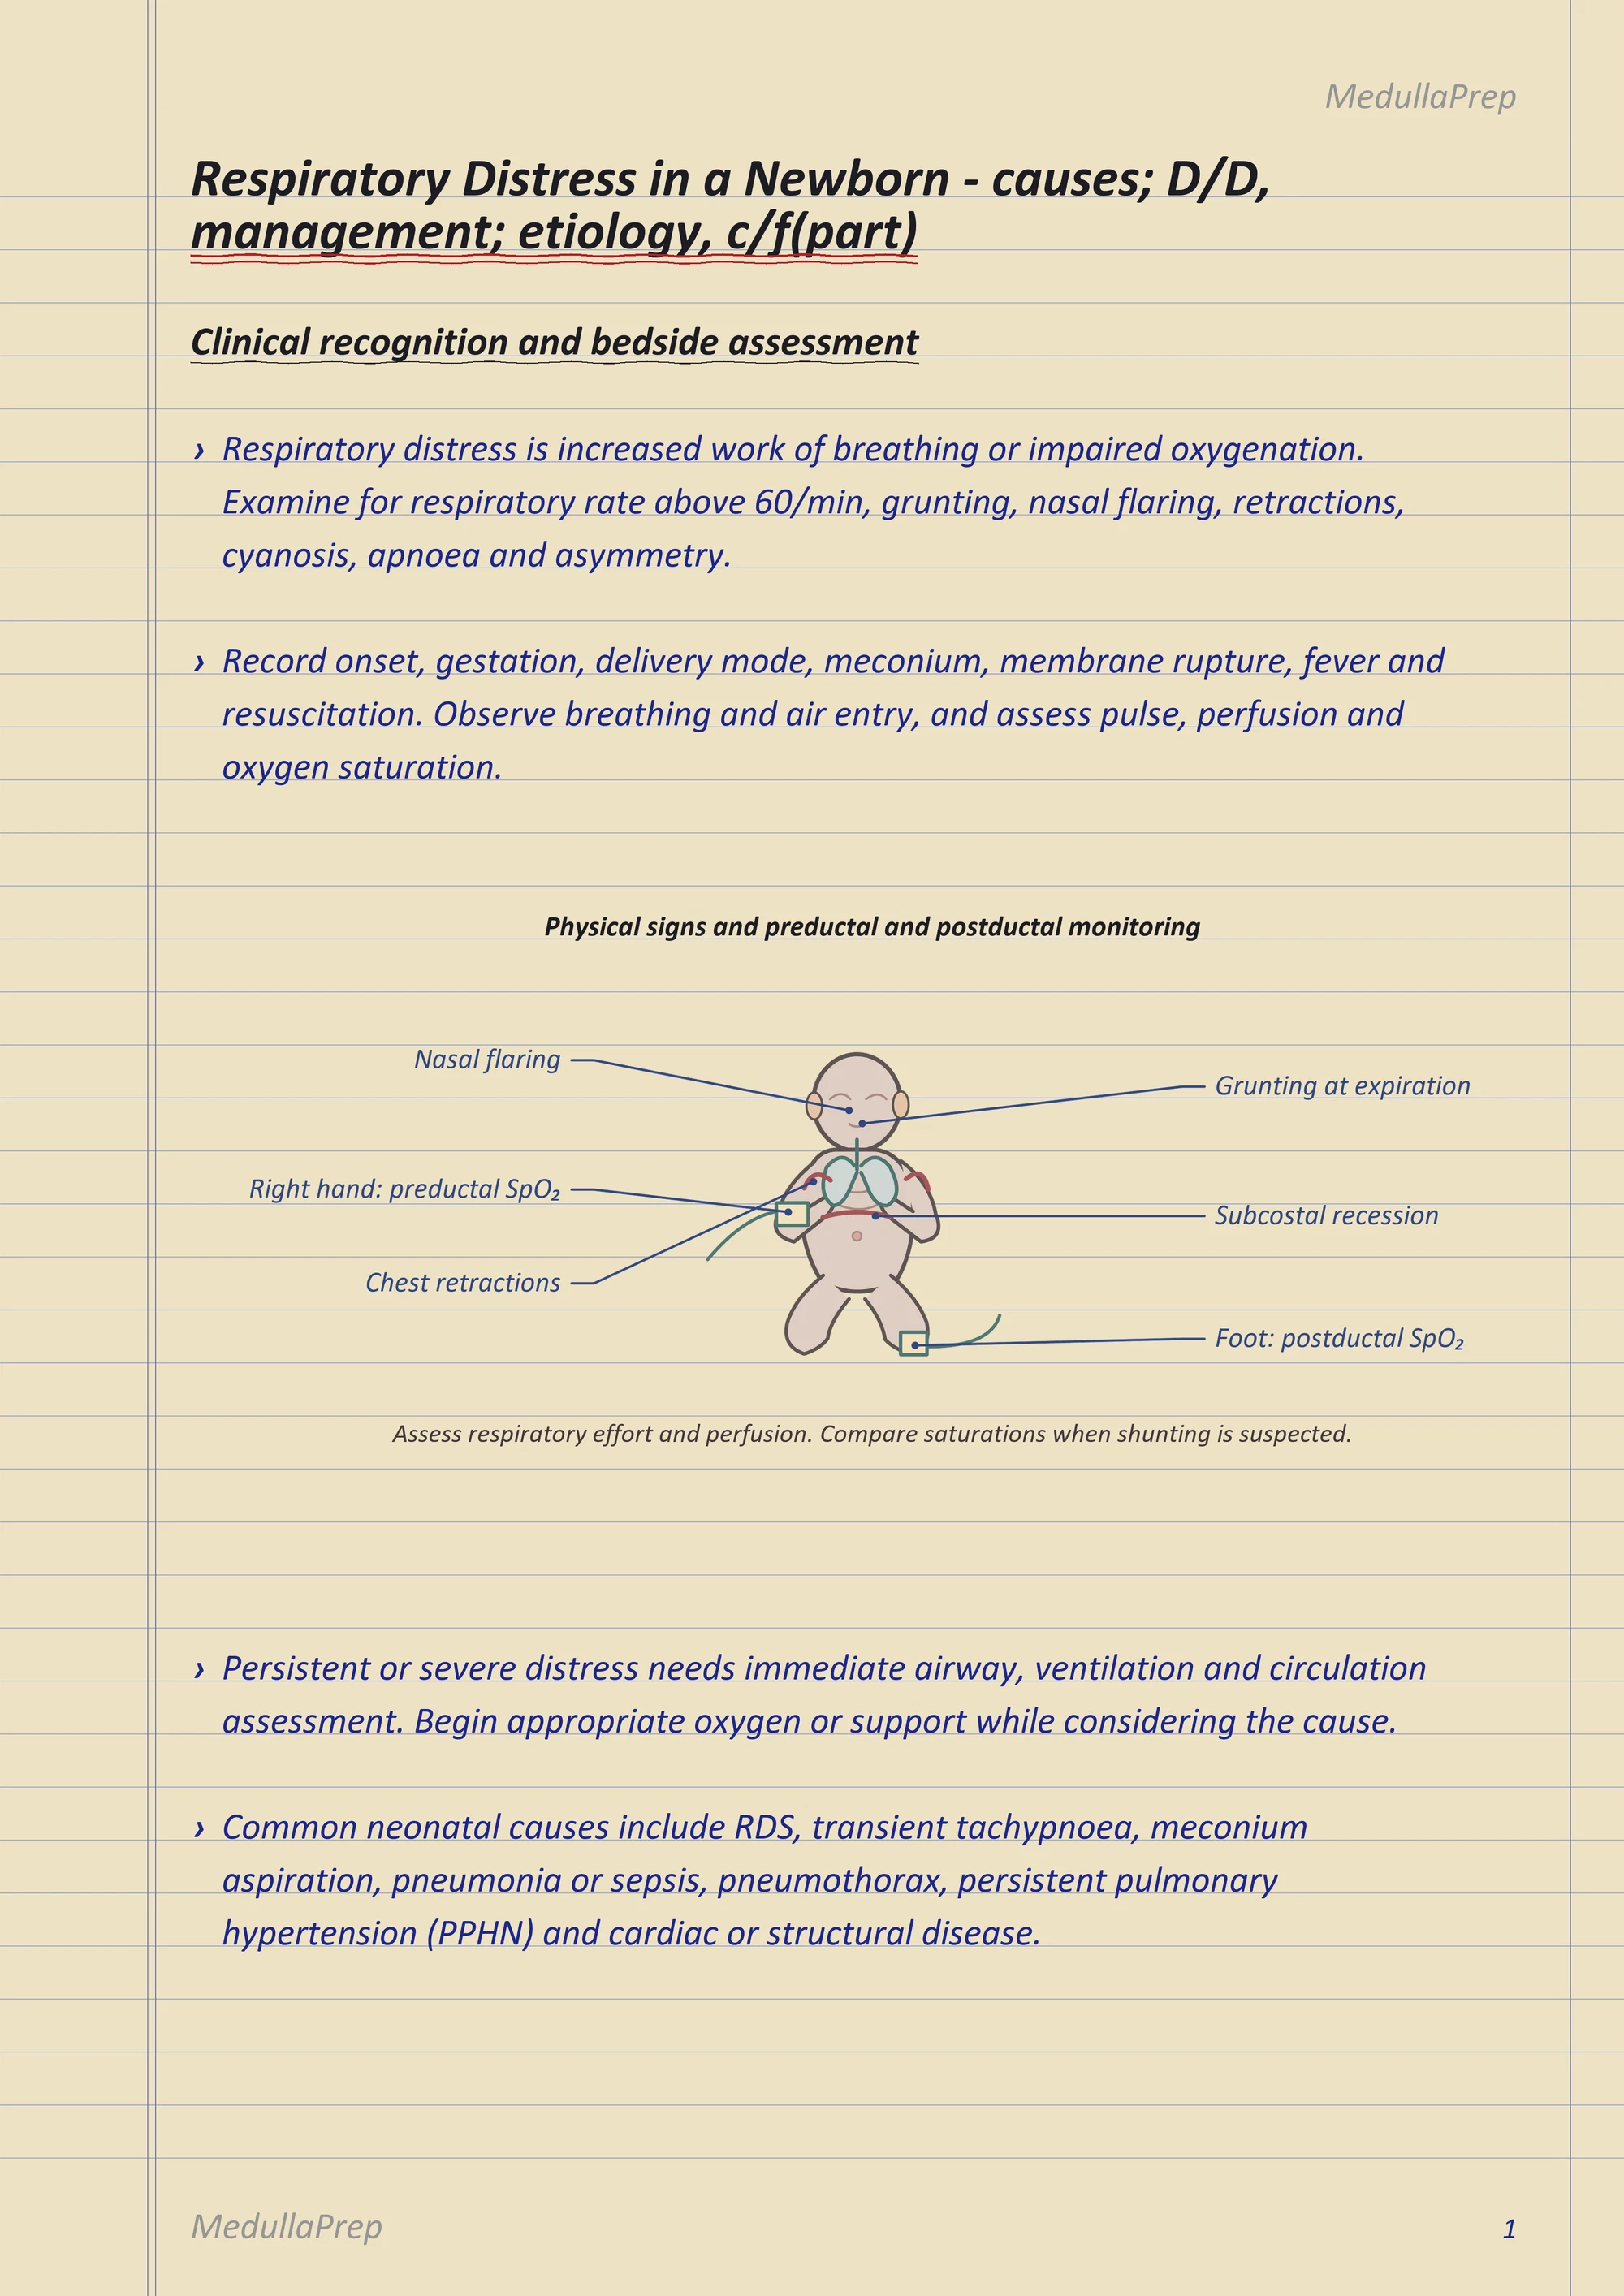 MedullaPrep
Respiratory Distress in a Newborn - causes; D/D,
management; etiology, c/f(part)
Clinical recognition and bedside assessment
› Respiratory distress is increased work of breathing or impaired oxygenation.
Examine for respiratory rate above 60/min, grunting, nasal flaring, retractions,
cyanosis, apnoea and asymmetry.
› Record onset, gestation, delivery mode, meconium, membrane rupture, fever and
resuscitation. Observe breathing and air entry, and assess pulse, perfusion and
oxygen saturation.
Physical signs and preductal and postductal monitoring
Nasal flaring
Grunting at expiration
Right hand: preductal SpO₂
Subcostal recession
Chest retractions
Foot: postductal SpO₂
Assess respiratory effort and perfusion. Compare saturations when shunting is suspected.
› Persistent or severe distress needs immediate airway, ventilation and circulation
assessment. Begin appropriate oxygen or support while considering the cause.
› Common neonatal causes include RDS, transient tachypnoea, meconium
aspiration, pneumonia or sepsis, pneumothorax, persistent pulmonary
hypertension (PPHN) and cardiac or structural disease.
MedullaPrep
1